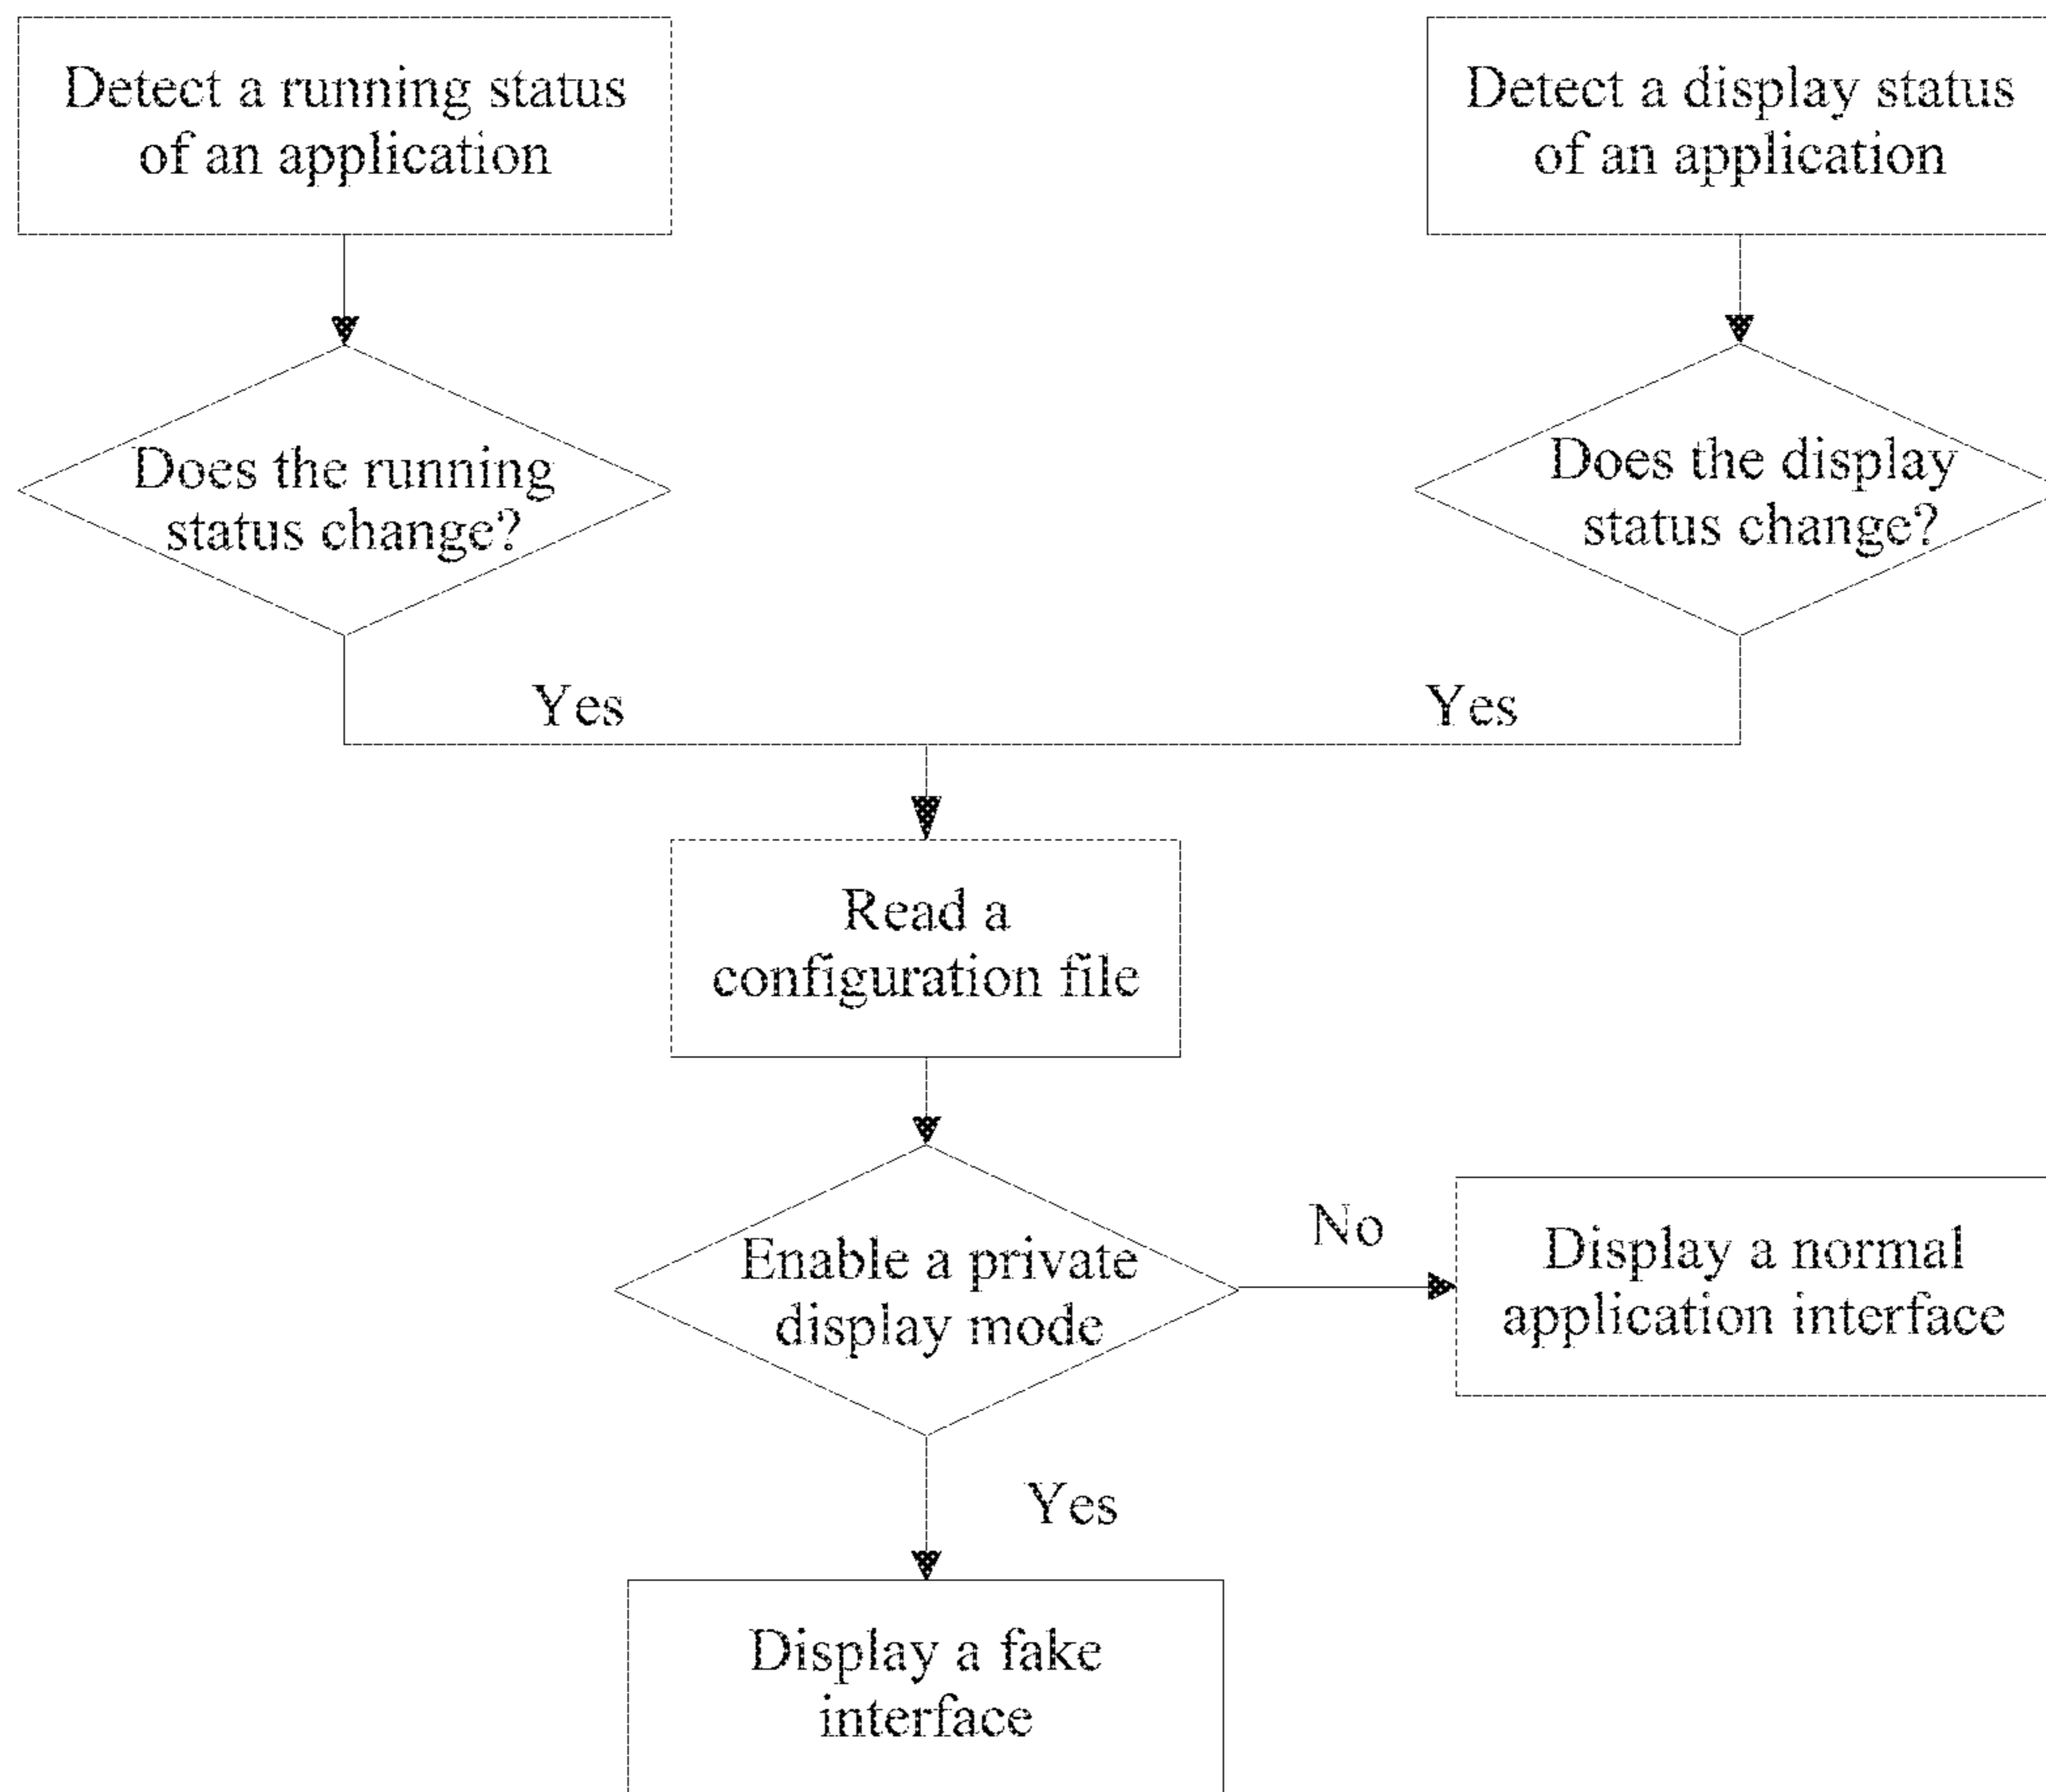 Detect a running status
of an application
Detect a display status
of an application
Does the running
status change?
Does the display
status change?
Yes
Yes
Read a
configuration file
Enable a private
display mode
No
Display a normal
application interface
Yes
Display a fake
interface